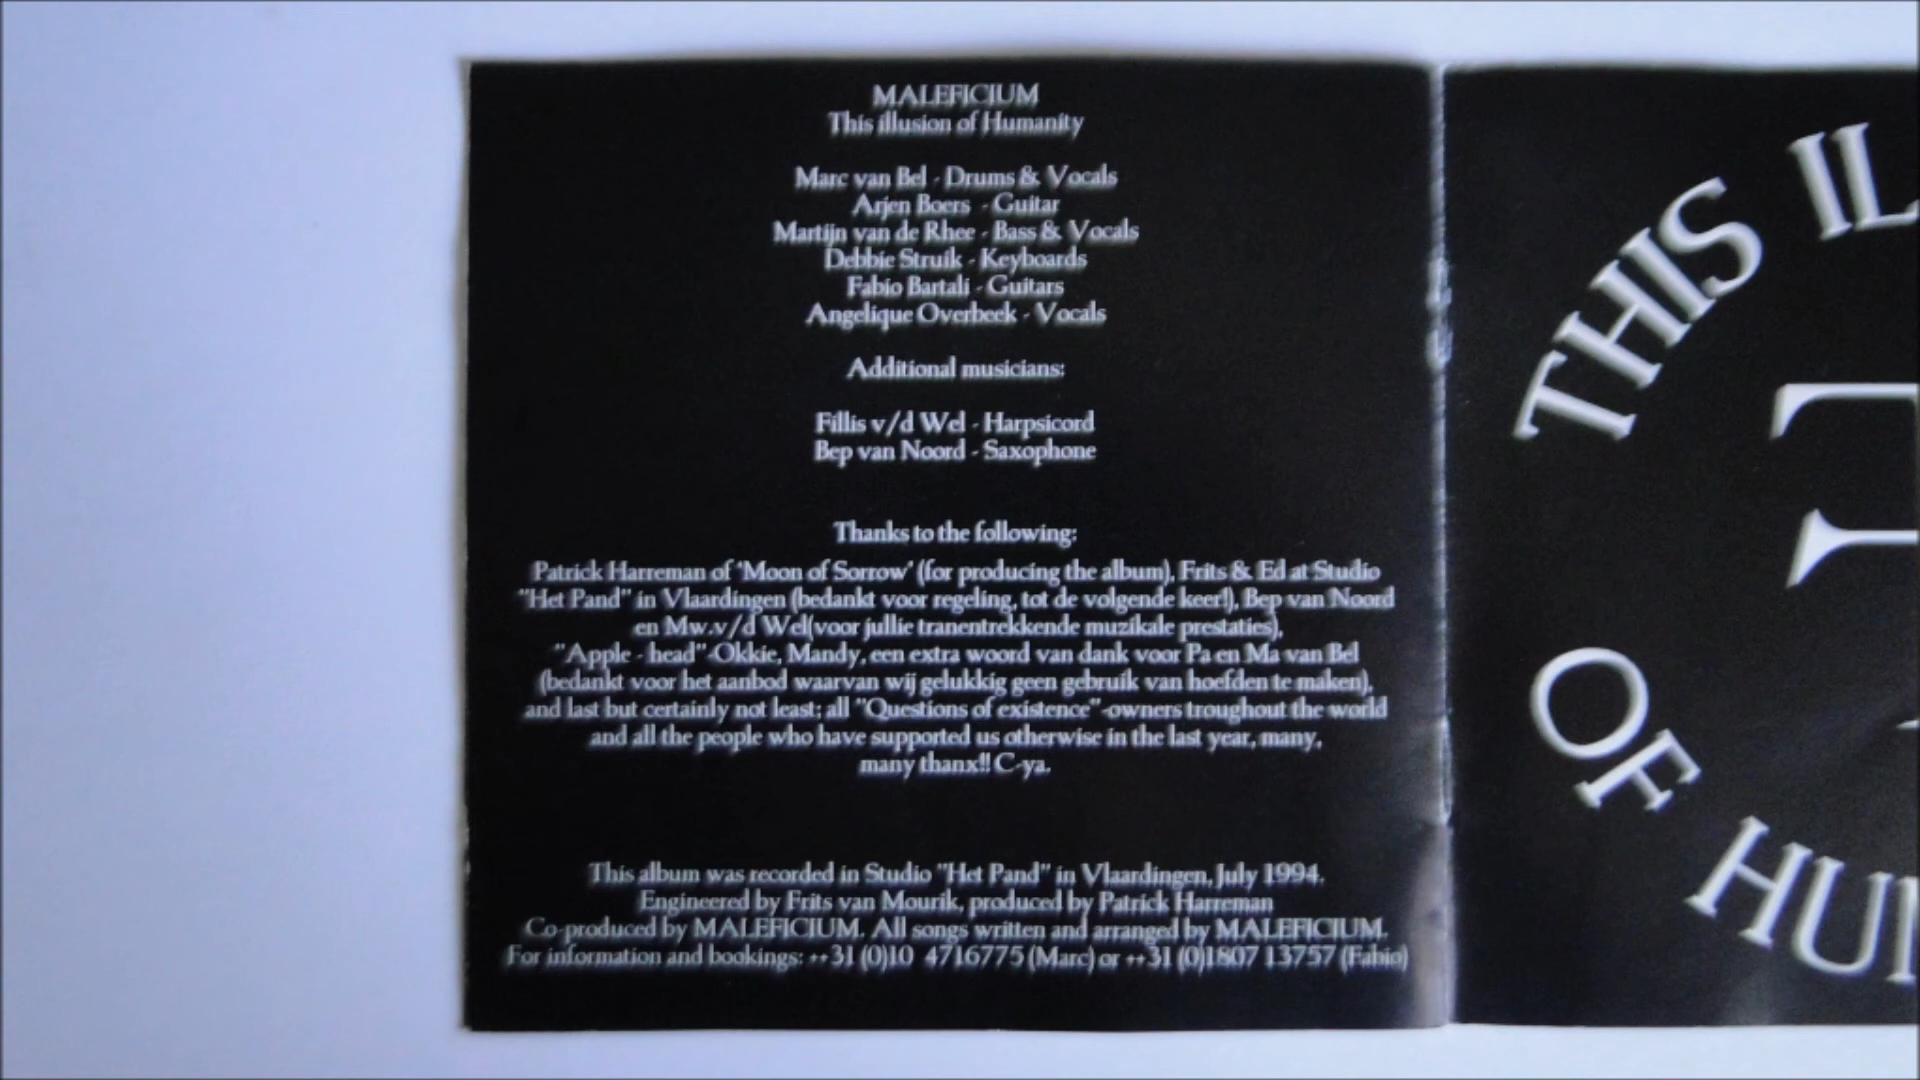 MALEFICIUM
This illusion of Humanity
Marc van Bel - Drums & Vocals
Arjen Boers - Guitar
Martijn van de Rhee - Bass & Vocals
Debbie Struik - Keyboards
Fabio Bartali - Guitars
Angelique Overbeek - Vocals
Additional musicians:
Fillis v/d Wel - Harpsicord
Bep van Noord - Saxophone
Thanks to the following:
Patrick Harreman of 'Moon of Sorrow' (for producing the album), Frits & Ed at Studio
"Het Pand" in Vlaardingen (bedankt voor regeling, tot de volgende keer!), Bep van Noord
en Mw.v/d Wel(voor jullie tranentrekkende muzikale prestaties),
"Apple - head"-Okkie, Mandy, een extra woord van dank voor Pa en Ma van Bel
(bedankt voor het aanbod waarvan wij gelukkig geen gebruik van hoefden te maken),
and last but certainly not least; all "Questions of existence"-owners troughout the world
and all the people who have supported us otherwise in the last year, many,
many thanx!! C-ya.
This album was recorded in Studio "Het Pand" in Vlaardingen, July 1994.
Engineered by Frits van Mourik, produced by Patrick Harreman
Co-produced by MALEFICIUM. All songs written and arranged by MALEFICIUM.
For information and bookings: ++31 (0)10 4716775 (Marc) or ++31 (0)1807 13757 (Fabio)
THIS IL
OF HU